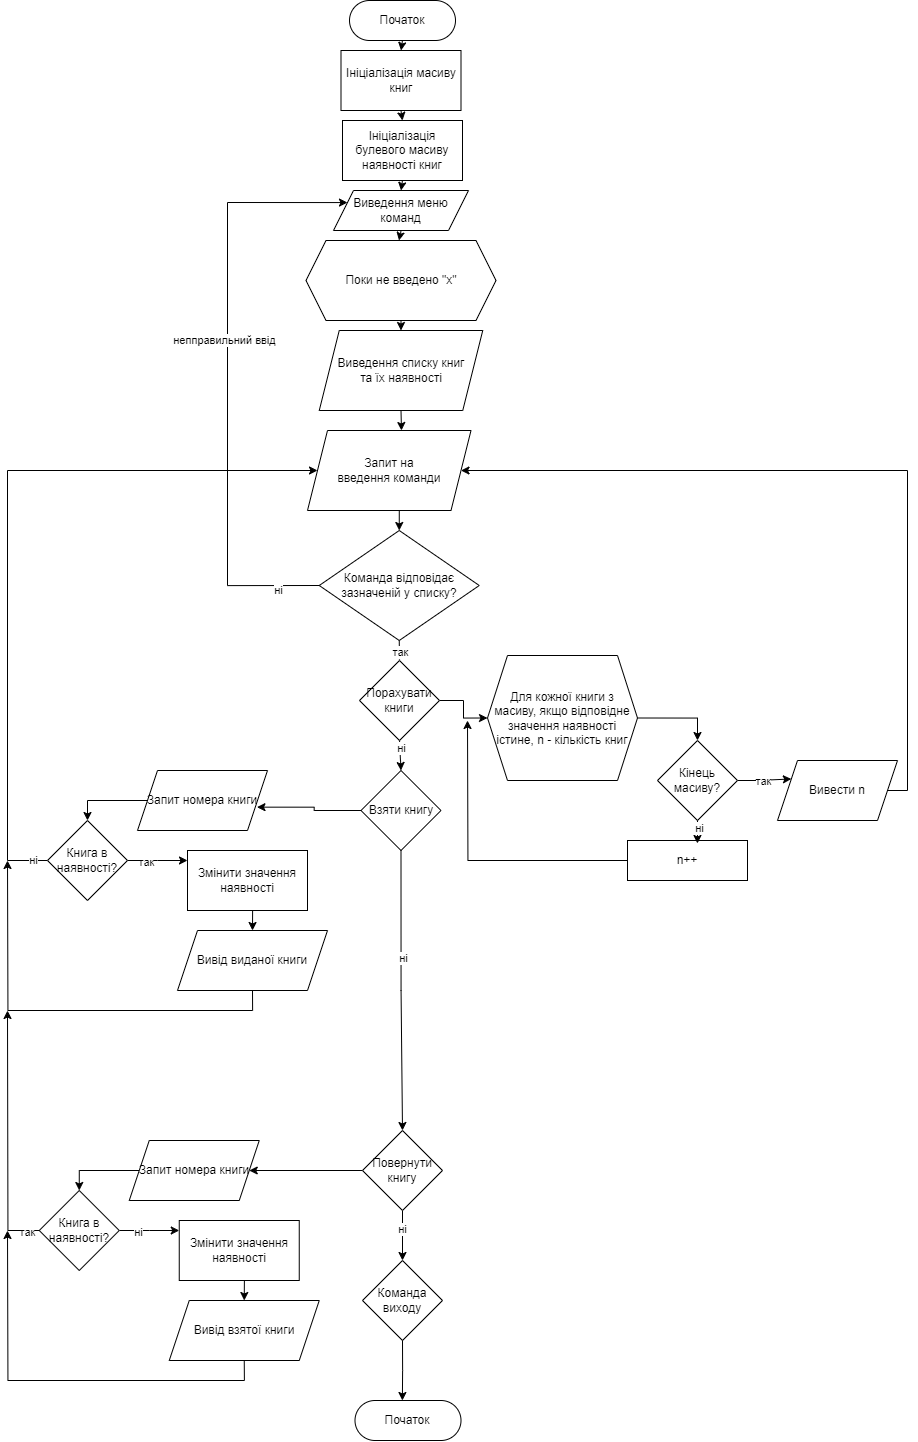 Початок
Ініціалізація масиву
книг
Ініціалізація
булевого масиву
наявності книг
Виведення меню
команд
Поки не введено "x"
непправильний ввід
Виведення списку книг
та їх наявності
Запит на
введення команди
Команда відповідає
зазначеній у списку?
ні
так
Порахувати
книги
Для кожної книги з
масиву, якщо відповідне
значення наявності
істине, n - кількість книг
ні
Кінець
масиву?
так
Вивести n
ні
n++
Взяти книгу
Запит номера книги
Книга в
наявності?
ні
так
Змінити значення
наявності
Вивід виданої книги
ні
Повернути
книгу
Запит номера книги
Книга в
наявності?
так
ні
Змінити значення
наявності
ні
Команда
виходу
Вивід взятої книги
Початок